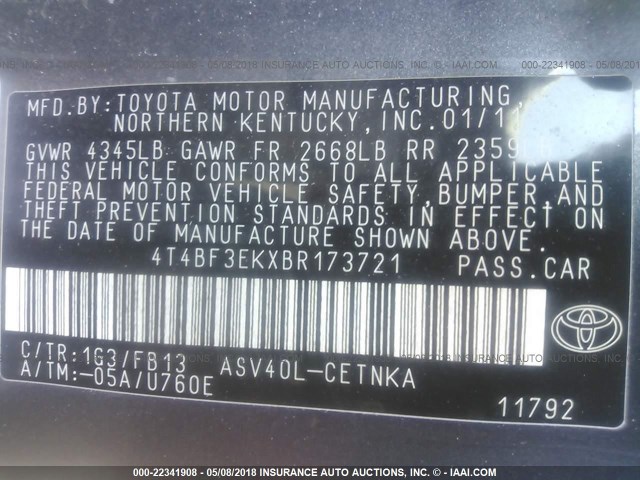 000-22341908 - 05/08/2018 INSURANCE AUTO AUCTIONS - © IAAI.COM
MFD.BY:TOYOTA MOTOR MANUFACTURING,
NORTHERN KENTUCKY,INC.01/11
GVWR 4345LB GAWR FR 2668LB RR 2359LB
THIS VEHICLE CONFORMS TO ALL APPLICABLE
FEDERAL MOTOR VEHICLE SAFETY,BUMPER,AND
THEFT PREVENTION STANDARDS IN EFFECT ON
THE DATE OF MANUFACTURE SHOWN ABOVE.
4T4BF3EKXBR173721 PASS.CAR
C/TR:1G3/FB13 ASV40L-CETNKA
A/TM:-05A/U760E
11792
000-22341908 - 05/08/2018 INSURANCE AUTO AUCTIONS - © IAAI.COM